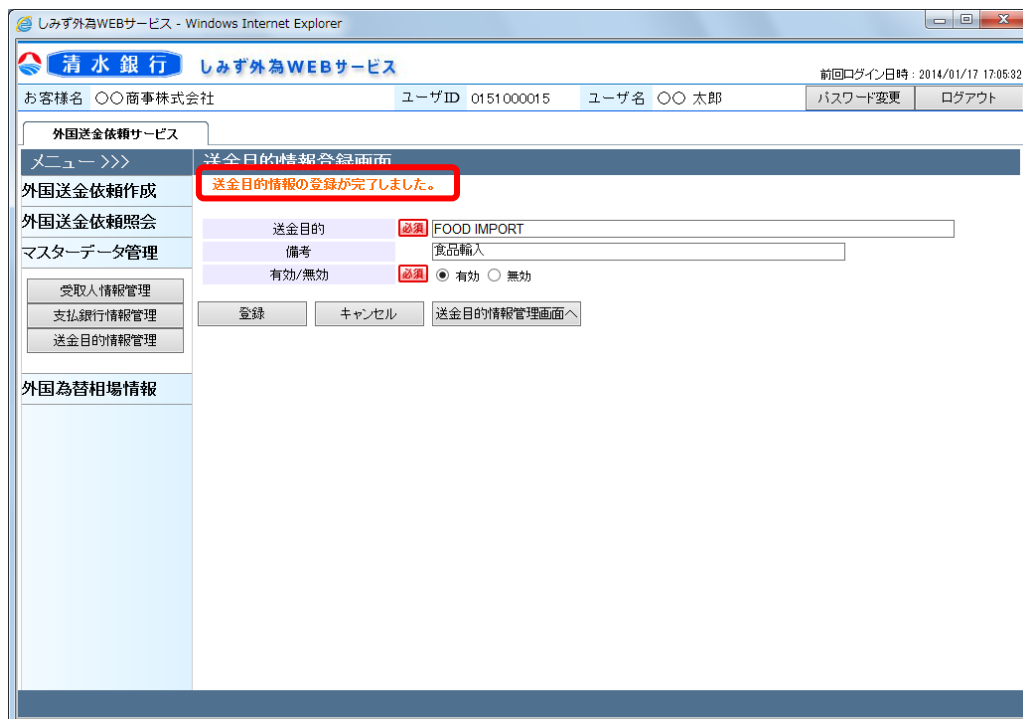 しみず外為WEBサービス - Windows Internet Explorer
清水銀行 しみず外為WEBサービス
前回ログイン日時 : 2014/01/17 17:05:32
お客様名 〇〇商事株式会社 ユーザID 0151000015 ユーザ名 〇〇 太郎 パスワード変更 ログアウト
外国送金依頼サービス
メニュー >>>
送金目的情報登録画面
送金目的情報の登録が完了しました。
外国送金依頼作成
外国送金依頼照会
マスターデータ管理
受取人情報管理
支払銀行情報管理
送金目的情報管理
外国為替相場情報
送金目的 必須 FOOD IMPORT
備考 食品輸入
有効/無効 必須 有効 無効
登録 キャンセル 送金目的情報管理画面へ